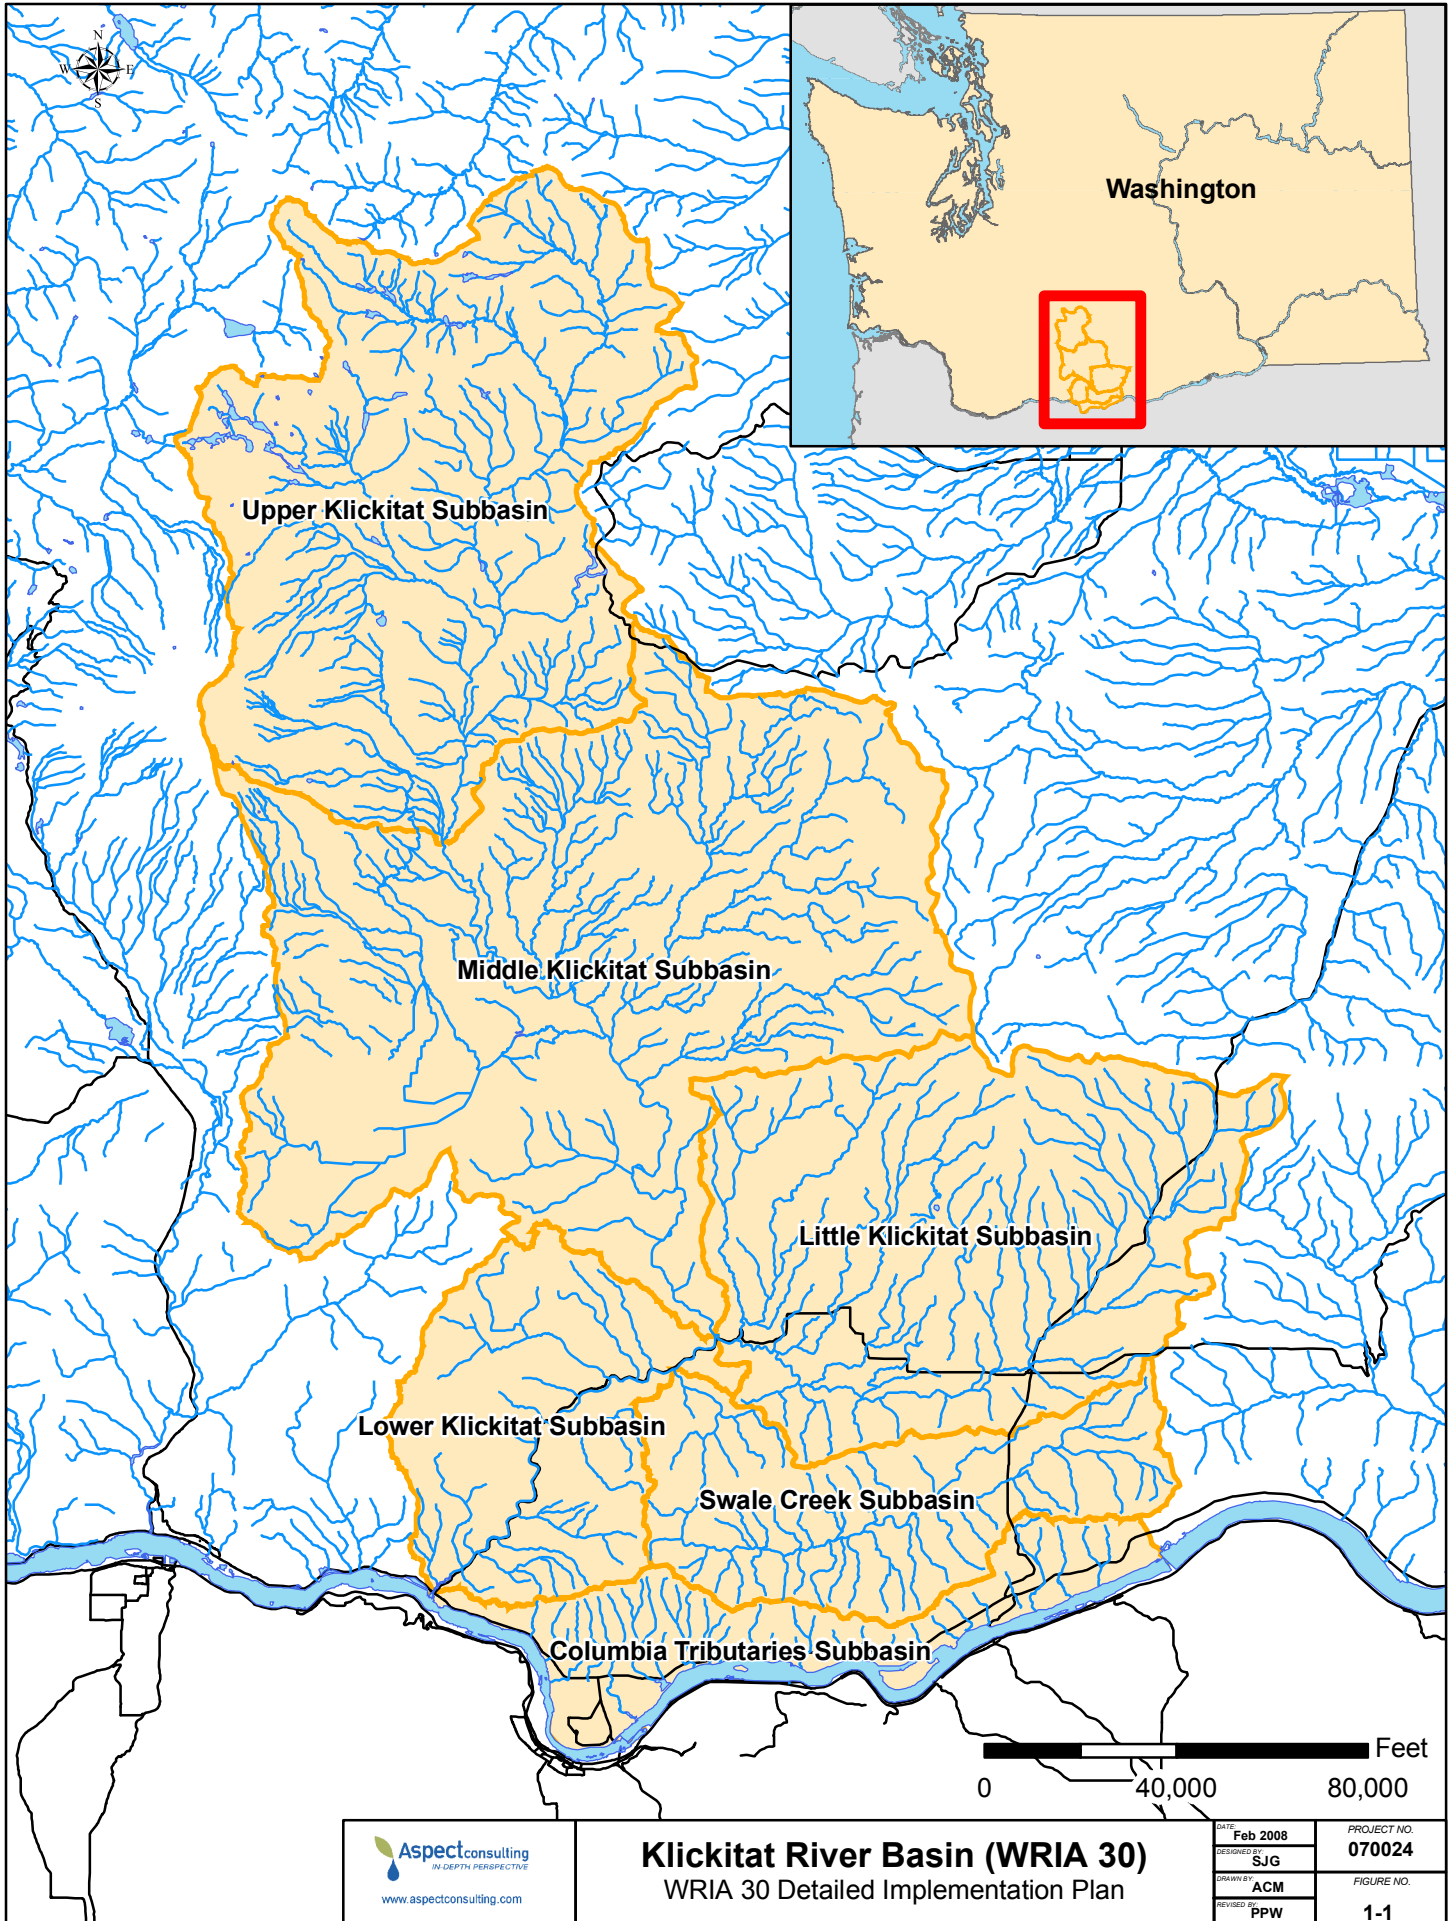 N
W
E
S
Washington
Upper Klickitat Subbasin
Middle Klickitat Subbasin
Little Klickitat Subbasin
Lower Klickitat Subbasin
Swale Creek Subbasin
Columbia Tributaries Subbasin
Feet
0 40,000 80,000
Aspectconsulting
IN-DEPTH PERSPECTIVE
www.aspectconsulting.com
Klickitat River Basin (WRIA 30)
WRIA 30 Detailed Implementation Plan
DATE:
Feb 2008
DESIGNED BY:
SJG
DRAWN BY:
ACM
REVISED BY:
PPW
PROJECT NO.
070024
FIGURE NO.
1-1